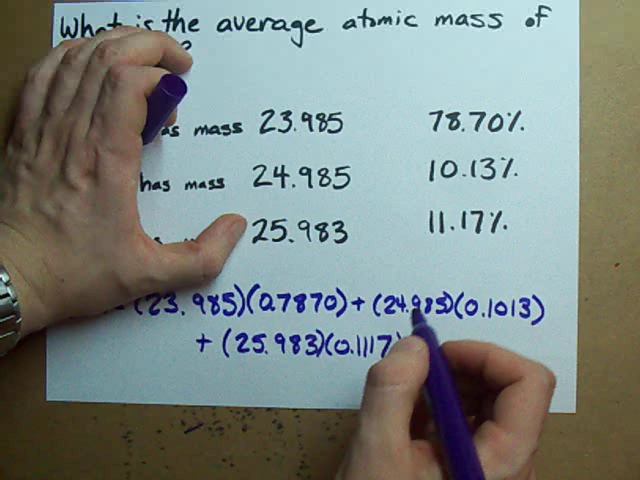 What is the average atomic mass of
?
as mass 23.985 78.70%
has mass 24.985 10.13%
25.983 11.17%
(23.985)(0.7870) + (24.985)(0.1013)
+ (25.983)(0.1117)